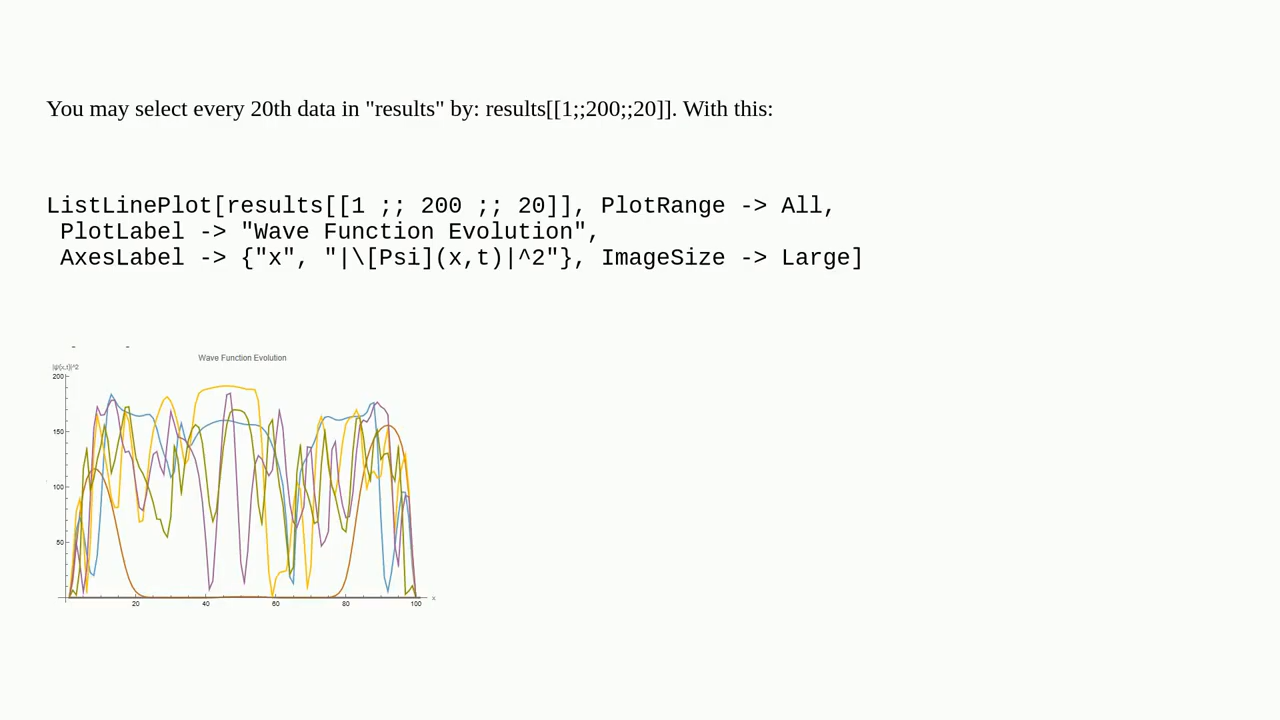 You may select every 20th data in "results" by: results[[1;;200;;20]]. With this:
ListLinePlot[results[[1 ;; 200 ;; 20]], PlotRange -> All,
PlotLabel -> "Wave Function Evolution",
AxesLabel -> {"x", "|\[Psi](x,t)|^2"}, ImageSize -> Large]
Wave Function Evolution
|ψ(x,t)|^2
200
150
100
50
20 40 60 80 100 x